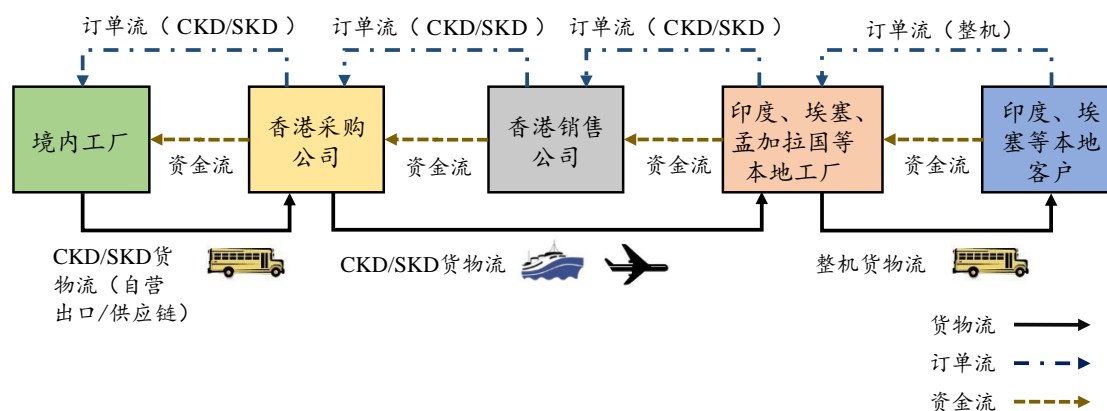 订单流（CKD/SKD）
订单流（CKD/SKD）
订单流（CKD/SKD）
订单流（整机）
境内工厂
香港采购
公司
香港销售
公司
印度、埃塞、
孟加拉国等
本地工厂
印度、埃
塞等本地
客户
资金流
资金流
资金流
资金流
CKD/SKD货
物流（自营
出口/供应链）
CKD/SKD货物流
整机货物流
货物流
订单流
资金流